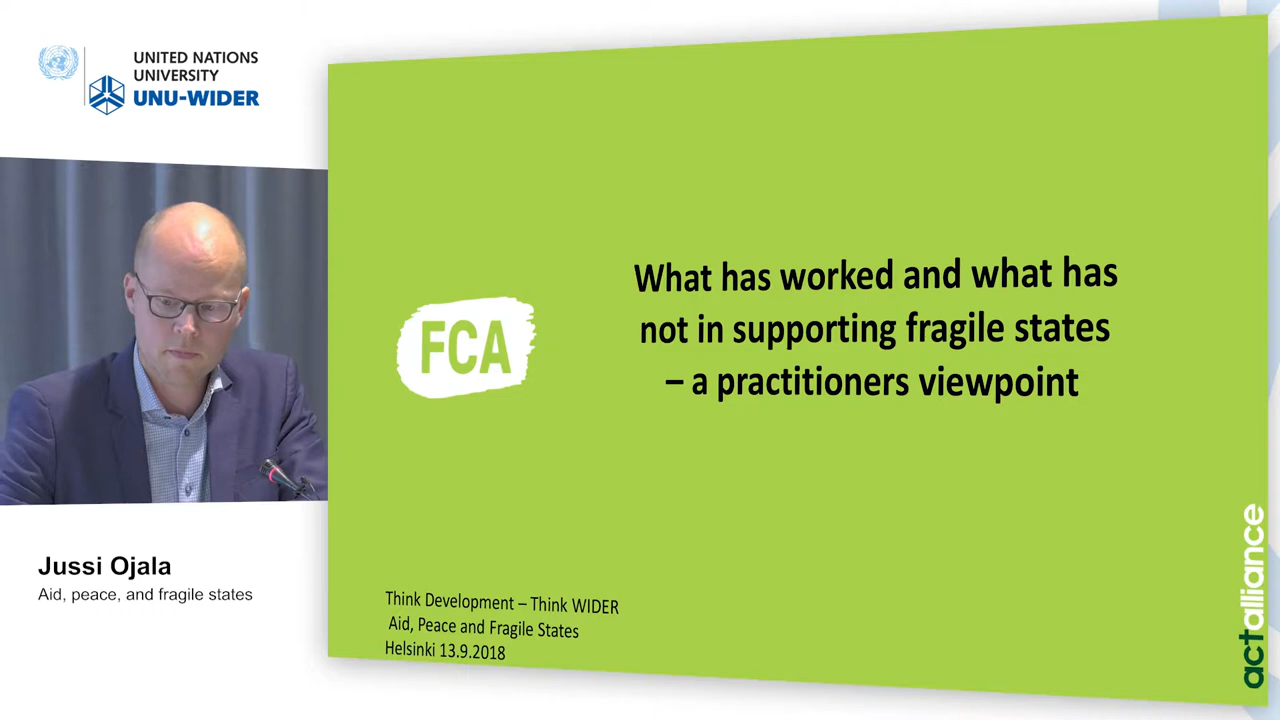 UNITED NATIONS
UNIVERSITY
UNU-WIDER
What has worked and what has
not in supporting fragile states
– a practitioners viewpoint
FCA
Jussi Ojala
Aid, peace, and fragile states
Think Development – Think WIDER
Aid, Peace and Fragile States
Helsinki 13.9.2018
actalliance